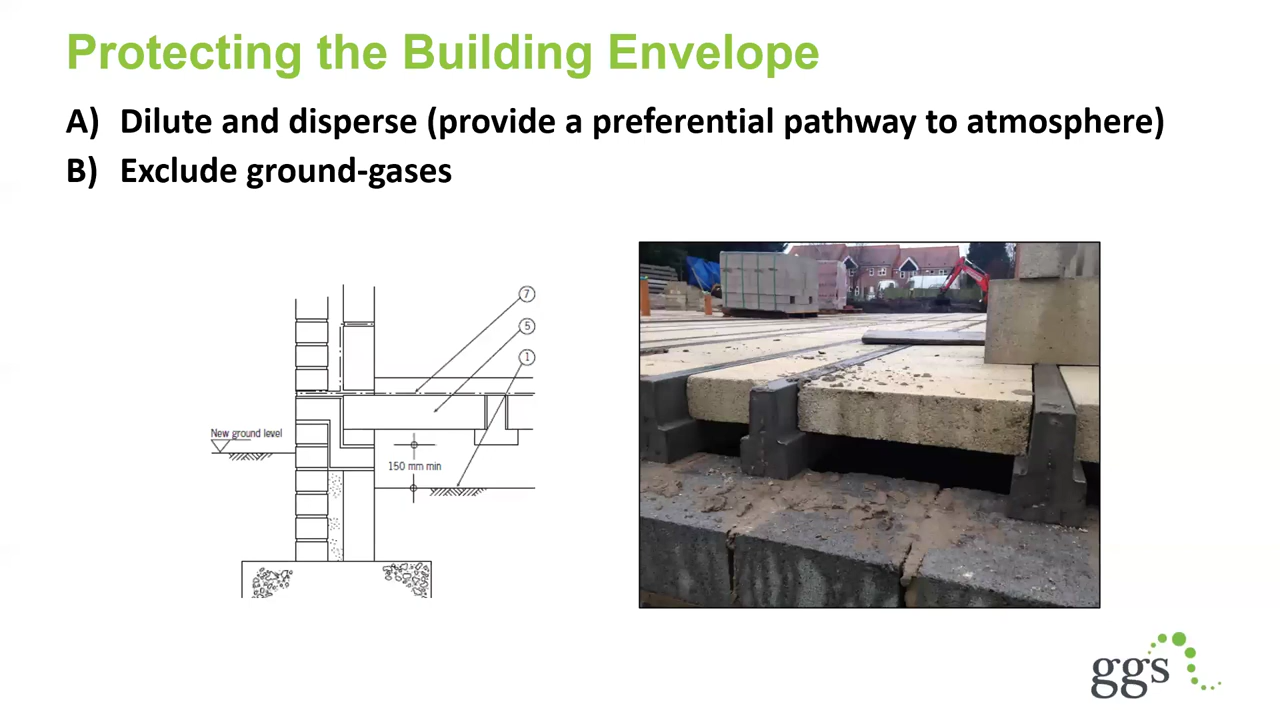 Protecting the Building Envelope
A) Dilute and disperse (provide a preferential pathway to atmosphere)
B) Exclude ground-gases
7
5
1
New ground level
150 mm min
ggs